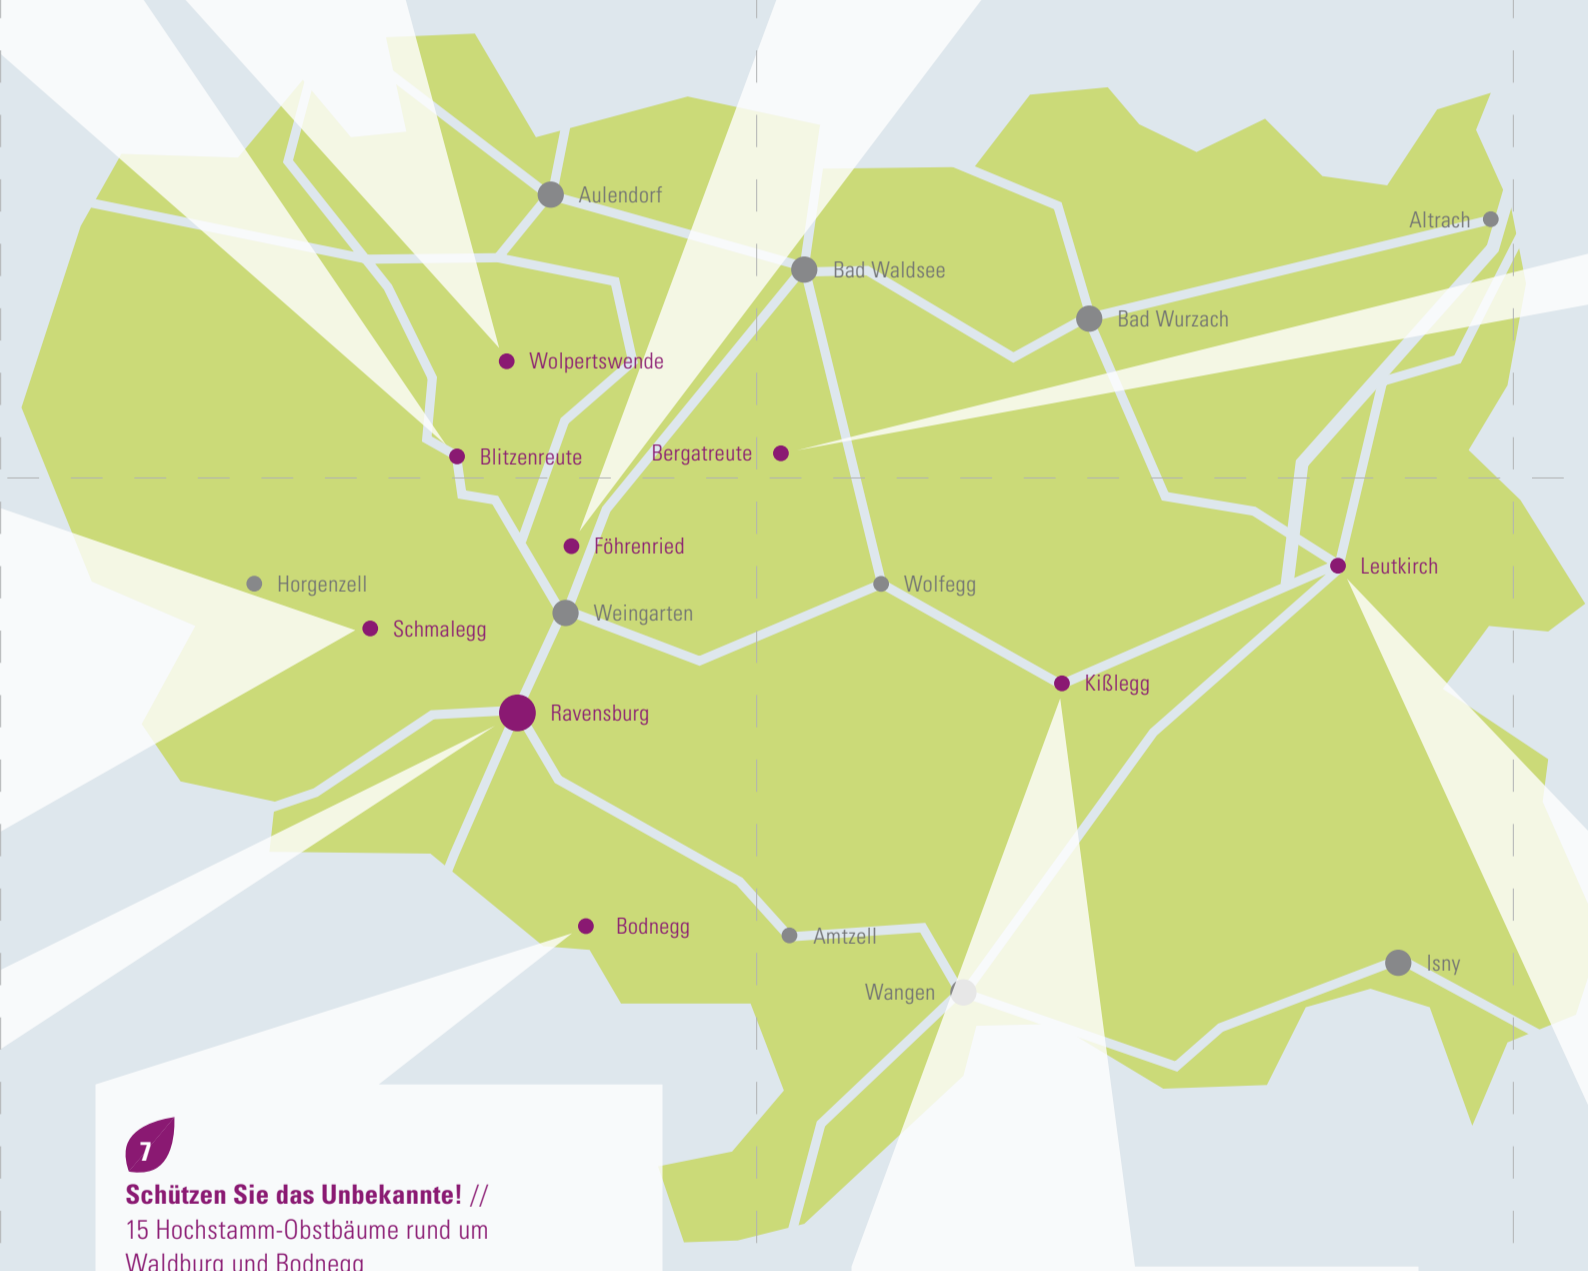 Aulendorf
Altrach
Bad Waldsee
Bad Wurzach
Wolpertswende
Bergatreute
Blitzenreute
Föhrenried
Leutkirch
Horgenzell
Wolfegg
Weingarten
Schmalegg
Kißlegg
Ravensburg
Bodnegg
Amtzell
Isny
Wangen
7
Schützen Sie das Unbekannte! //
15 Hochstamm-Obstbäume rund um
Waldburg und Bodnegg